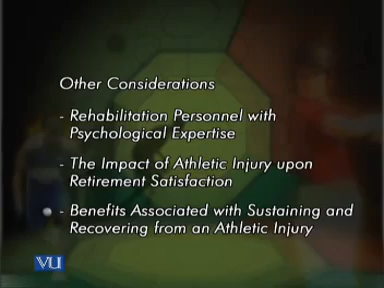 Other Considerations
- Rehabilitation Personnel with
Psychological Expertise
- The Impact of Athletic Injury upon
Retirement Satisfaction
- Benefits Associated with Sustaining and
Recovering from an Athletic Injury
VU